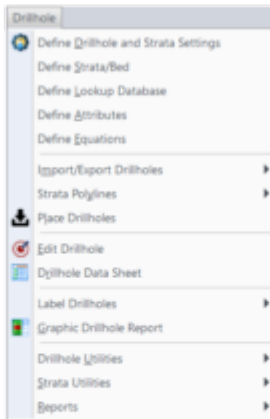 Drillhole
Define Drillhole and Strata Settings
Define Strata/Bed
Define Lookup Database
Define Attributes
Define Equations
Import/Export Drillholes
Strata Polylines
Place Drillholes
Edit Drillhole
Drillhole Data Sheet
Label Drillholes
Graphic Drillhole Report
Drillhole Utilities
Strata Utilities
Reports